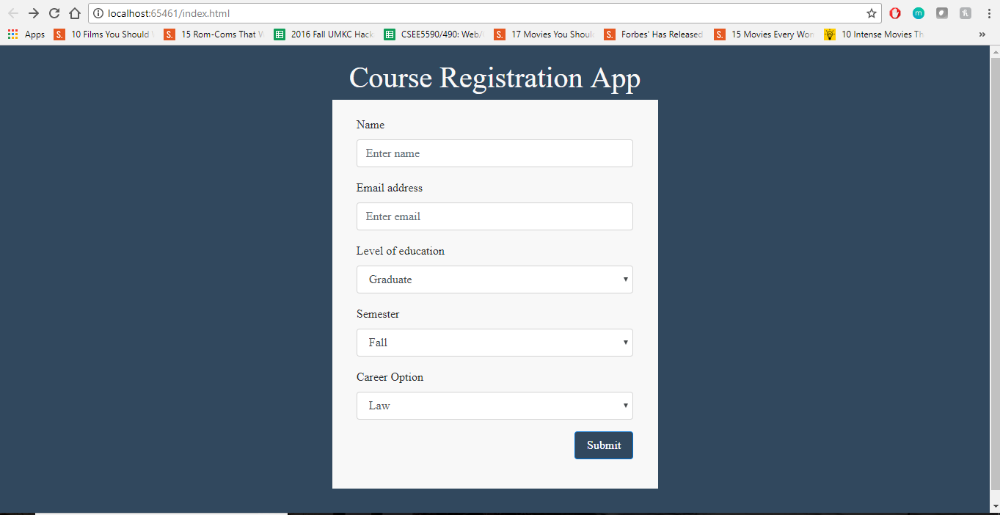 localhost:65461/index.html
Apps S. 10 Films You Should S. 15 Rom-Coms That 2016 Fall UMKC Hack CSEE5590/490: Web/ S. 17 Movies You Shoul S. Forbes' Has Released S. 15 Movies Every Wom 10 Intense Movies Th »
Course Registration App
Name
Enter name
Email address
Enter email
Level of education
Graduate
Semester
Fall
Career Option
Law
Submit